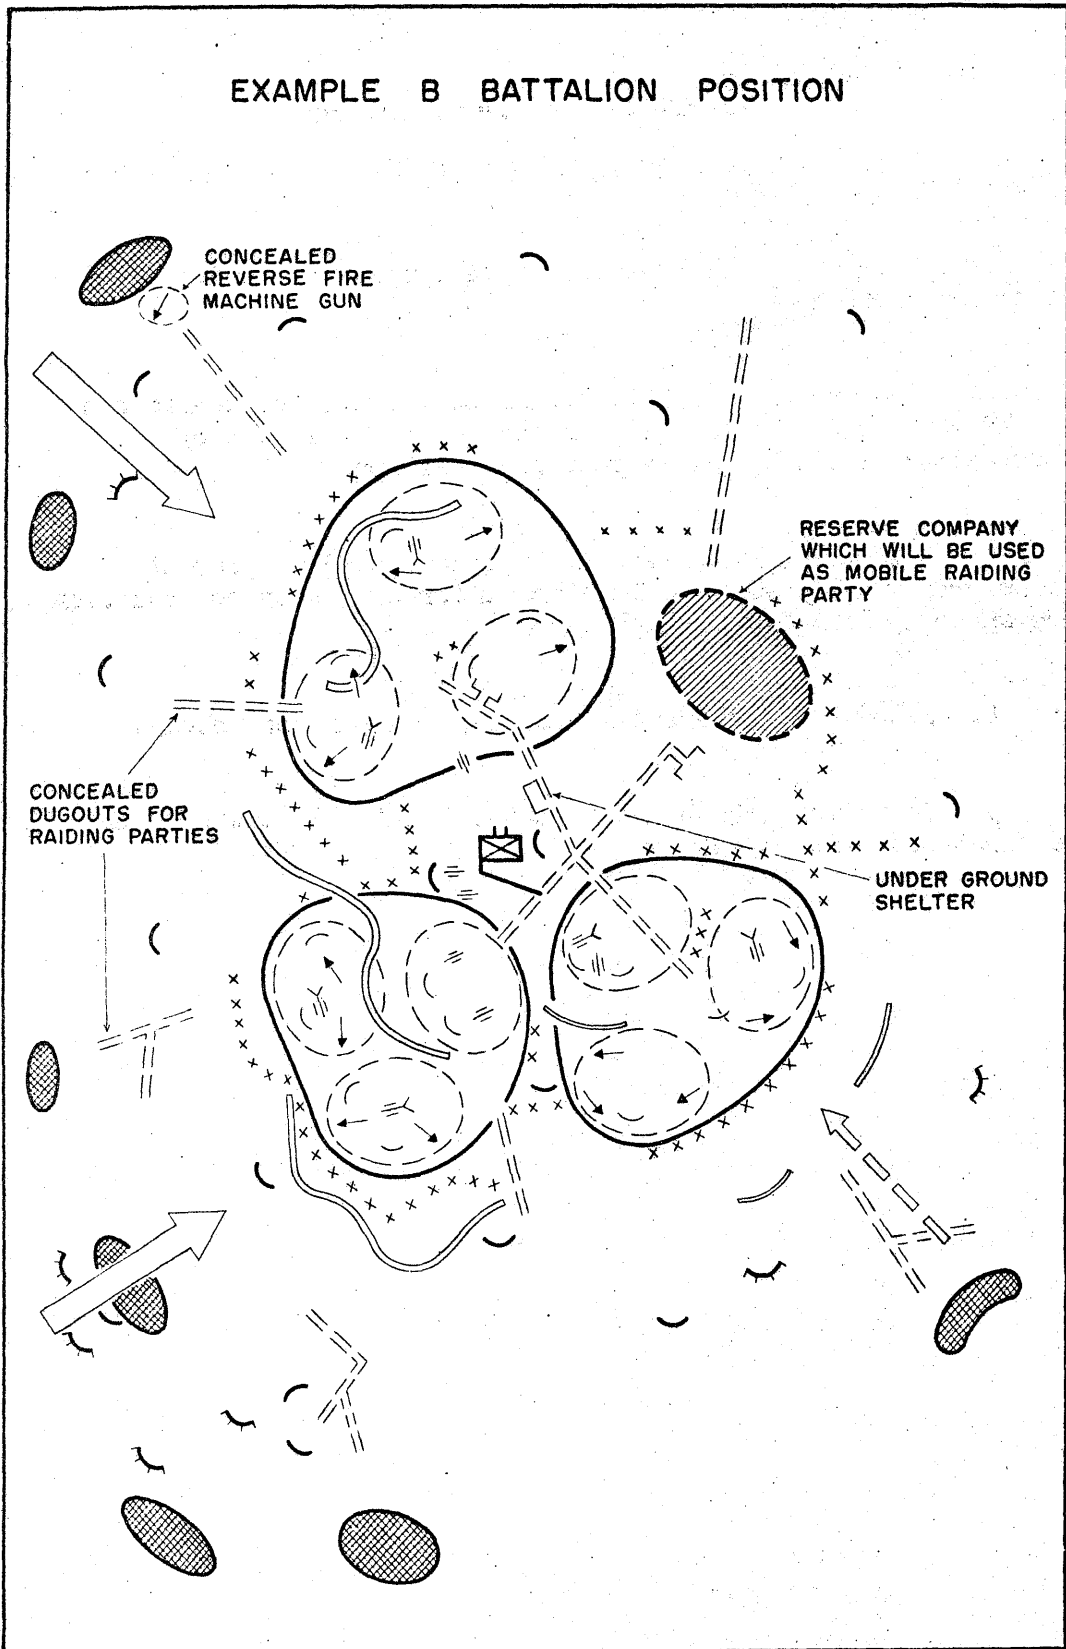 EXAMPLE B BATTALION POSITION
CONCEALED
REVERSE FIRE
MACHINE GUN
RESERVE COMPANY
WHICH WILL BE USED
AS MOBILE RAIDING
PARTY
CONCEALED
DUGOUTS FOR
RAIDING PARTIES
UNDER GROUND
SHELTER